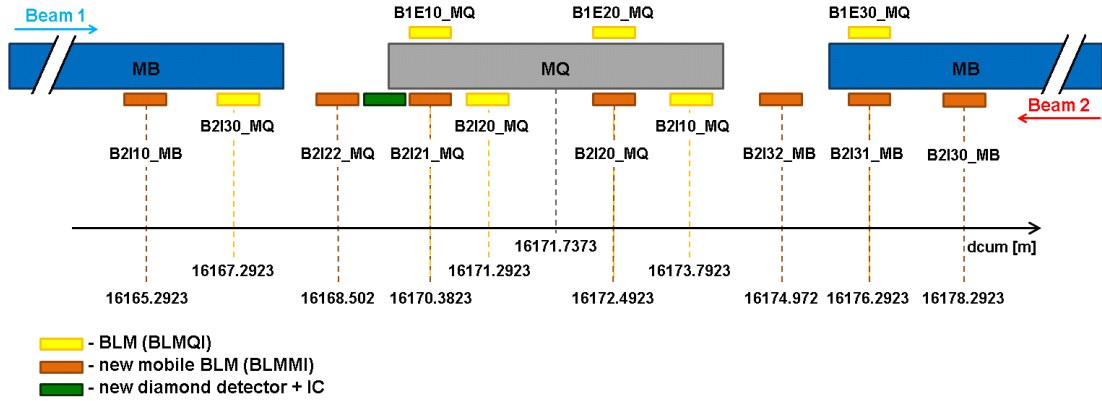 Beam 1
B1E10_MQ
B1E20_MQ
B1E30_MQ
MB
MQ
MB
Beam 2
B2I30_MQ
B2I20_MQ
B2I10_MQ
B2I10_MB
B2I22_MQ
B2I21_MQ
B2I20_MQ
B2I32_MB
B2I31_MB
B2I30_MB
16171.7373
dcum [m]
16167.2923
16171.2923
16173.7923
16165.2923
16168.502
16170.3823
16172.4923
16174.972
16176.2923
16178.2923
- BLM (BLMQI)
- new mobile BLM (BLMMI)
- new diamond detector + IC